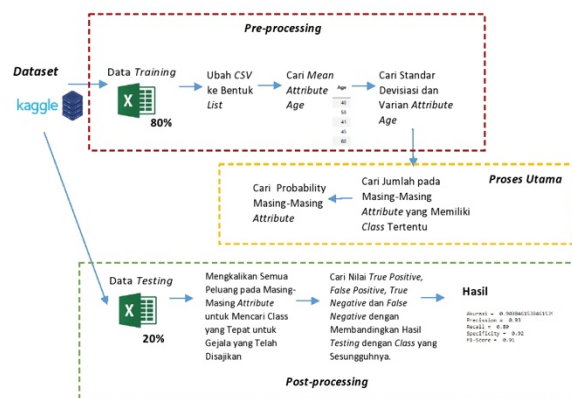 Pre-processing
Dataset
kaggle
Data Training
X
80%
Ubah CSV
ke Bentuk
List
Cari Mean
Attribute
Age
Age
40
50
41
45
60
Cari Standar
Devisiasi dan
Varian Attribute
Age
Proses Utama
Cari Jumlah pada
Masing-Masing
Attribute yang Memiliki
Class Tertentu
Cari Probability
Masing-Masing
Attribute
Data Testing
X
20%
Mengkalikan Semua
Peluang pada Masing-
Masing Attribute
untuk Mencari Class
yang Tepat untuk
Gejala yang Telah
Disajikan
Cari Nilai True Positive,
False Positive, True
Negative dan False
Negative dengan
Membandingkan Hasil
Testing dengan Class yang
Sesungguhnya.
Hasil
Akurasi =
Precission = 0.93
Recall = 0.89
Specificity = 0.92
F1-Score = 0.91
Post-processing